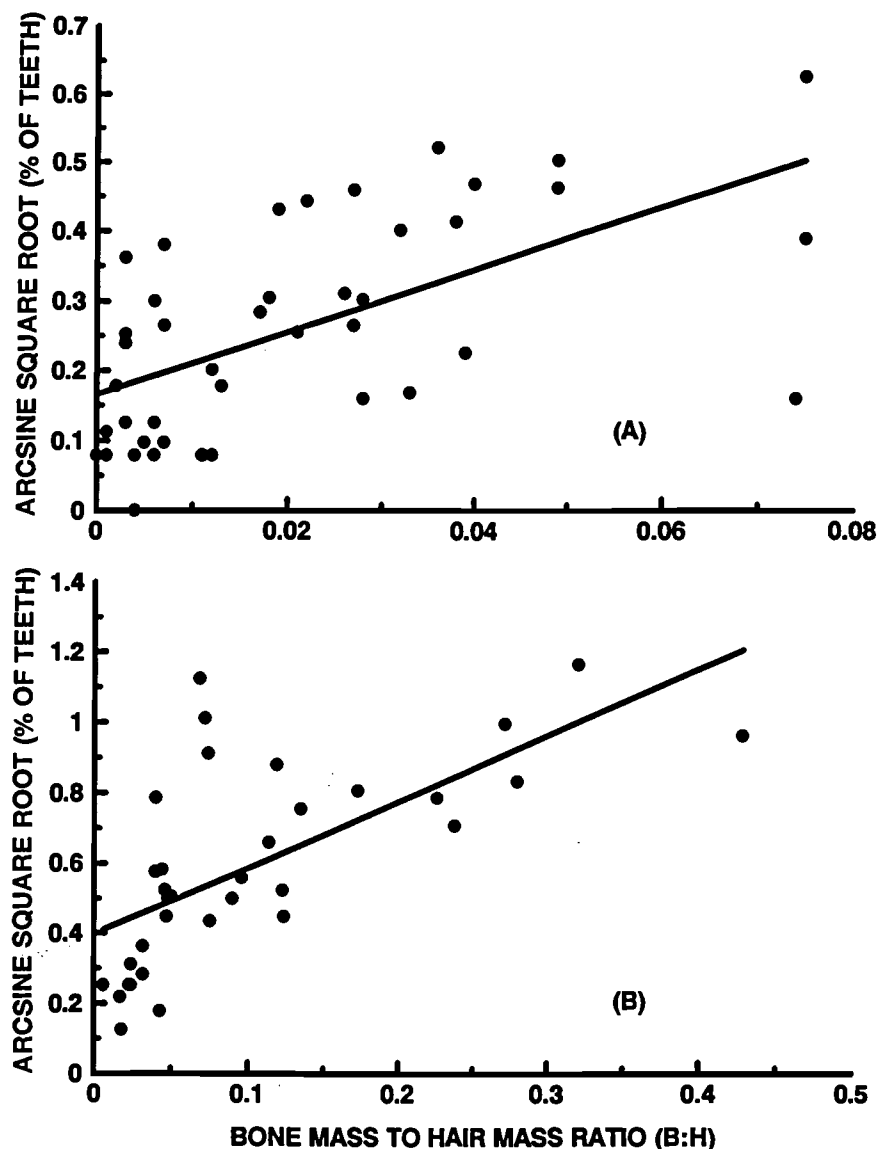 ARCSINE SQUARE ROOT (% OF TEETH)
0.7
0.6
0.5
0.4
0.3
0.2
0.1
0
(A)
0 0.02 0.04 0.06 0.08
ARCSINE SQUARE ROOT (% OF TEETH)
1.4
1.2
1
0.8
0.6
0.4
0.2
0
(B)
0 0.1 0.2 0.3 0.4 0.5
BONE MASS TO HAIR MASS RATIO (B:H)